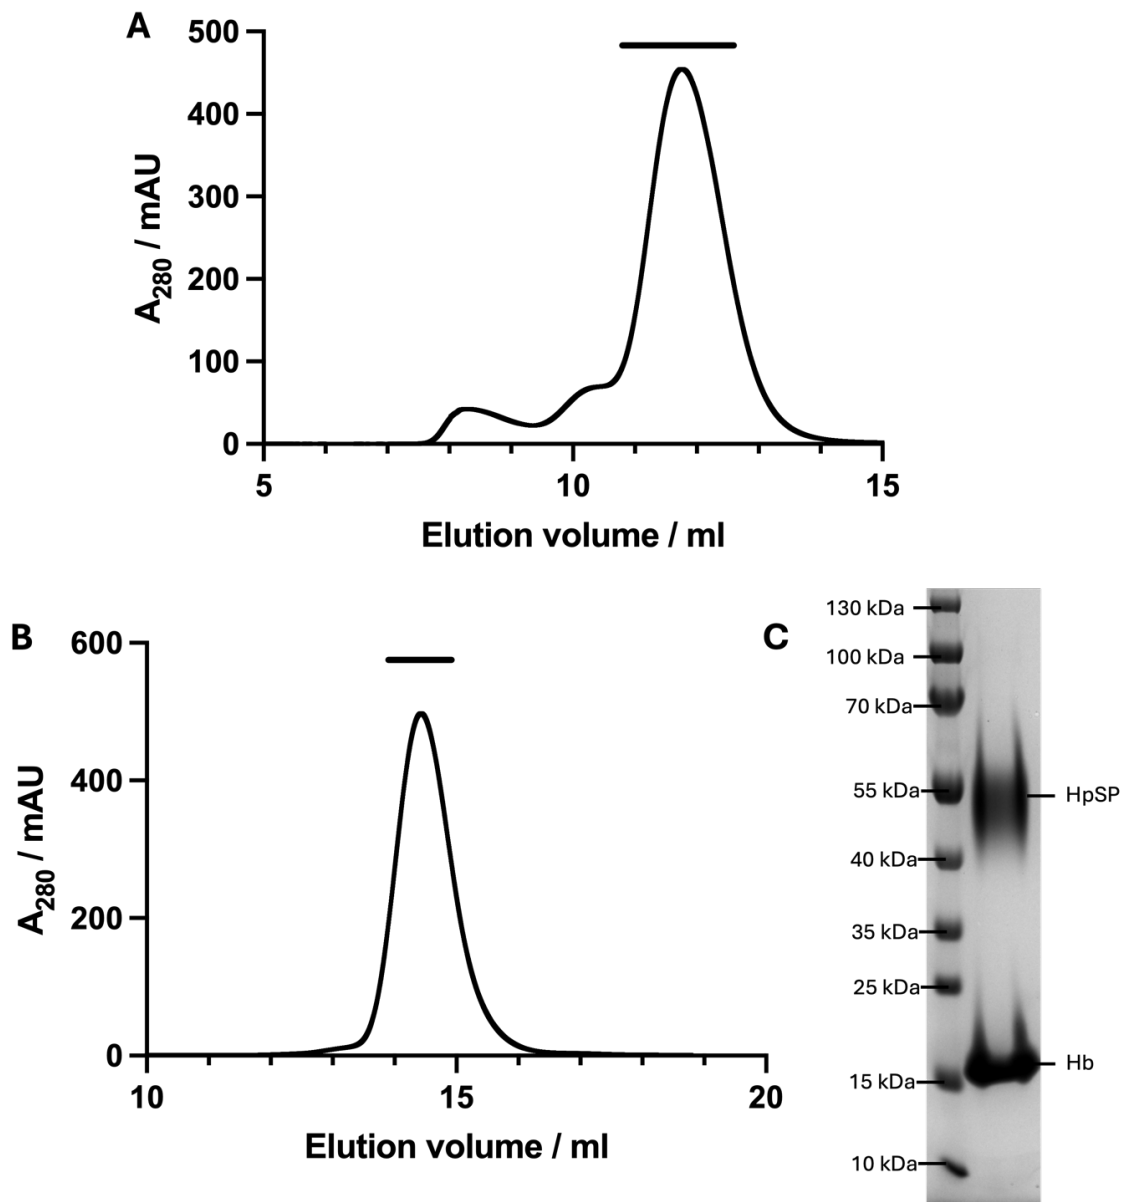 A
500
400
300
200
100
0
A280 / mAU
5 10 15
Elution volume / ml
B
600
400
200
0
A280 / mAU
10 15 20
Elution volume / ml
C
130 kDa
100 kDa
70 kDa
55 kDa
HpSP
40 kDa
35 kDa
25 kDa
Hb
15 kDa
10 kDa